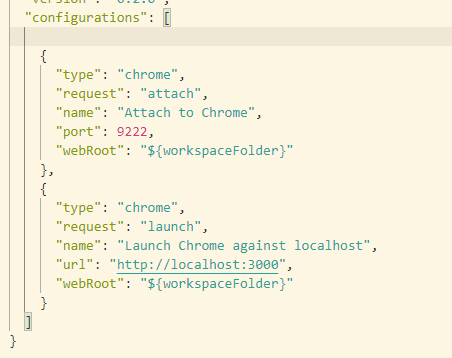 "version": "0.2.0",
"configurations": [
{
"type": "chrome",
"request": "attach",
"name": "Attach to Chrome",
"port": 9222,
"webRoot": "${workspaceFolder}"
},
{
"type": "chrome",
"request": "launch",
"name": "Launch Chrome against localhost",
"url": "http://localhost:3000",
"webRoot": "${workspaceFolder}"
}
]
}